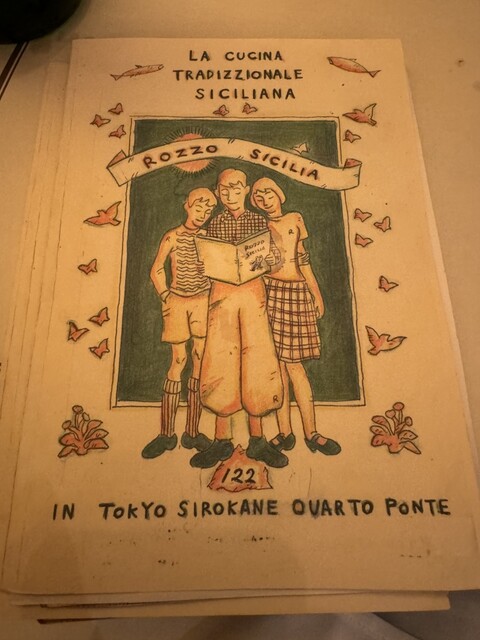 LA CUCINA
TRADIZZIONALE
SICILIANA
ROZZO SICILIA
ROZZO
SICILIA
R
R
122
IN TOKYO SIROKANE QUARTO PONTE